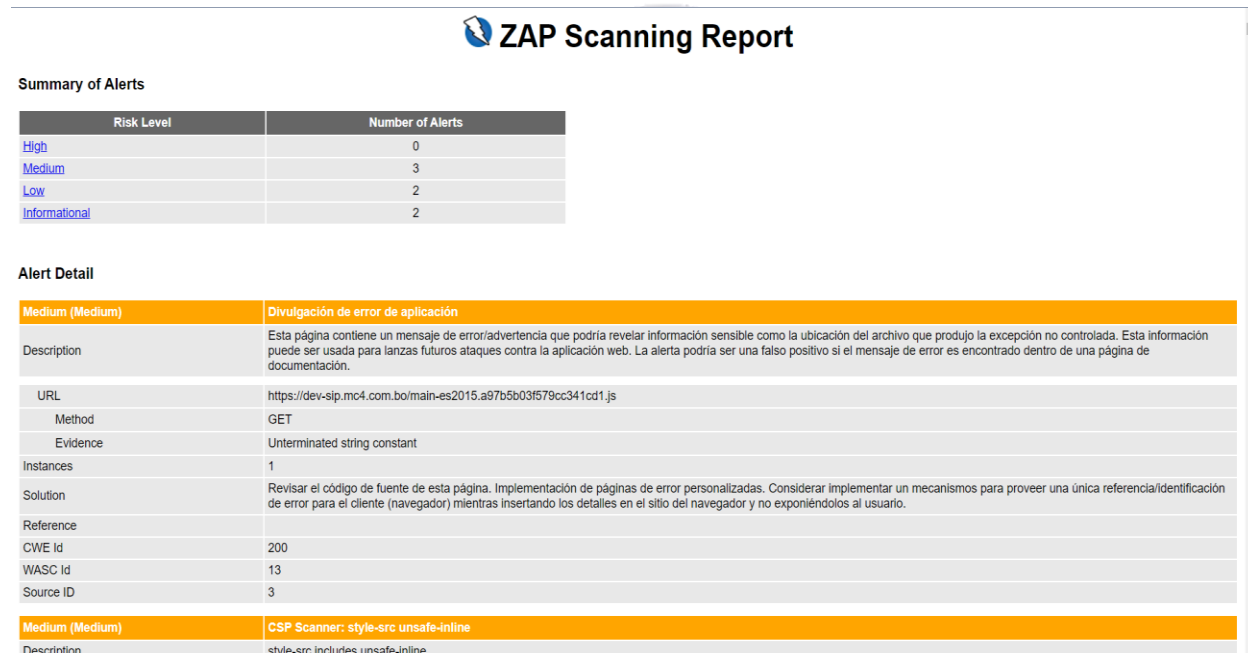 ZAP Scanning Report
Summary of Alerts
Risk Level Number of Alerts
High 0
Medium 3
Low 2
Informational 2
Alert Detail
Medium (Medium) Divulgación de error de aplicación
Description Esta página contiene un mensaje de error/advertencia que podría revelar información sensible como la ubicación del archivo que produjo la excepción no controlada. Esta información
puede ser usada para lanzas futuros ataques contra la aplicación web. La alerta podría ser una falso positivo si el mensaje de error es encontrado dentro de una página de
documentación.
URL https://dev-sip.mc4.com.bo/main-es2015.a97b5b03f579cc341cd1.js
Method GET
Evidence Unterminated string constant
Instances 1
Solution Revisar el código de fuente de esta página. Implementación de páginas de error personalizadas. Considerar implementar un mecanismos para proveer una única referencia/identificación
de error para el cliente (navegador) mientras insertando los detalles en el sitio del navegador y no exponiéndolos al usuario.
Reference
CWE Id 200
WASC Id 13
Source ID 3
Medium (Medium) CSP Scanner: style-src unsafe-inline
Description style-src includes unsafe-inline